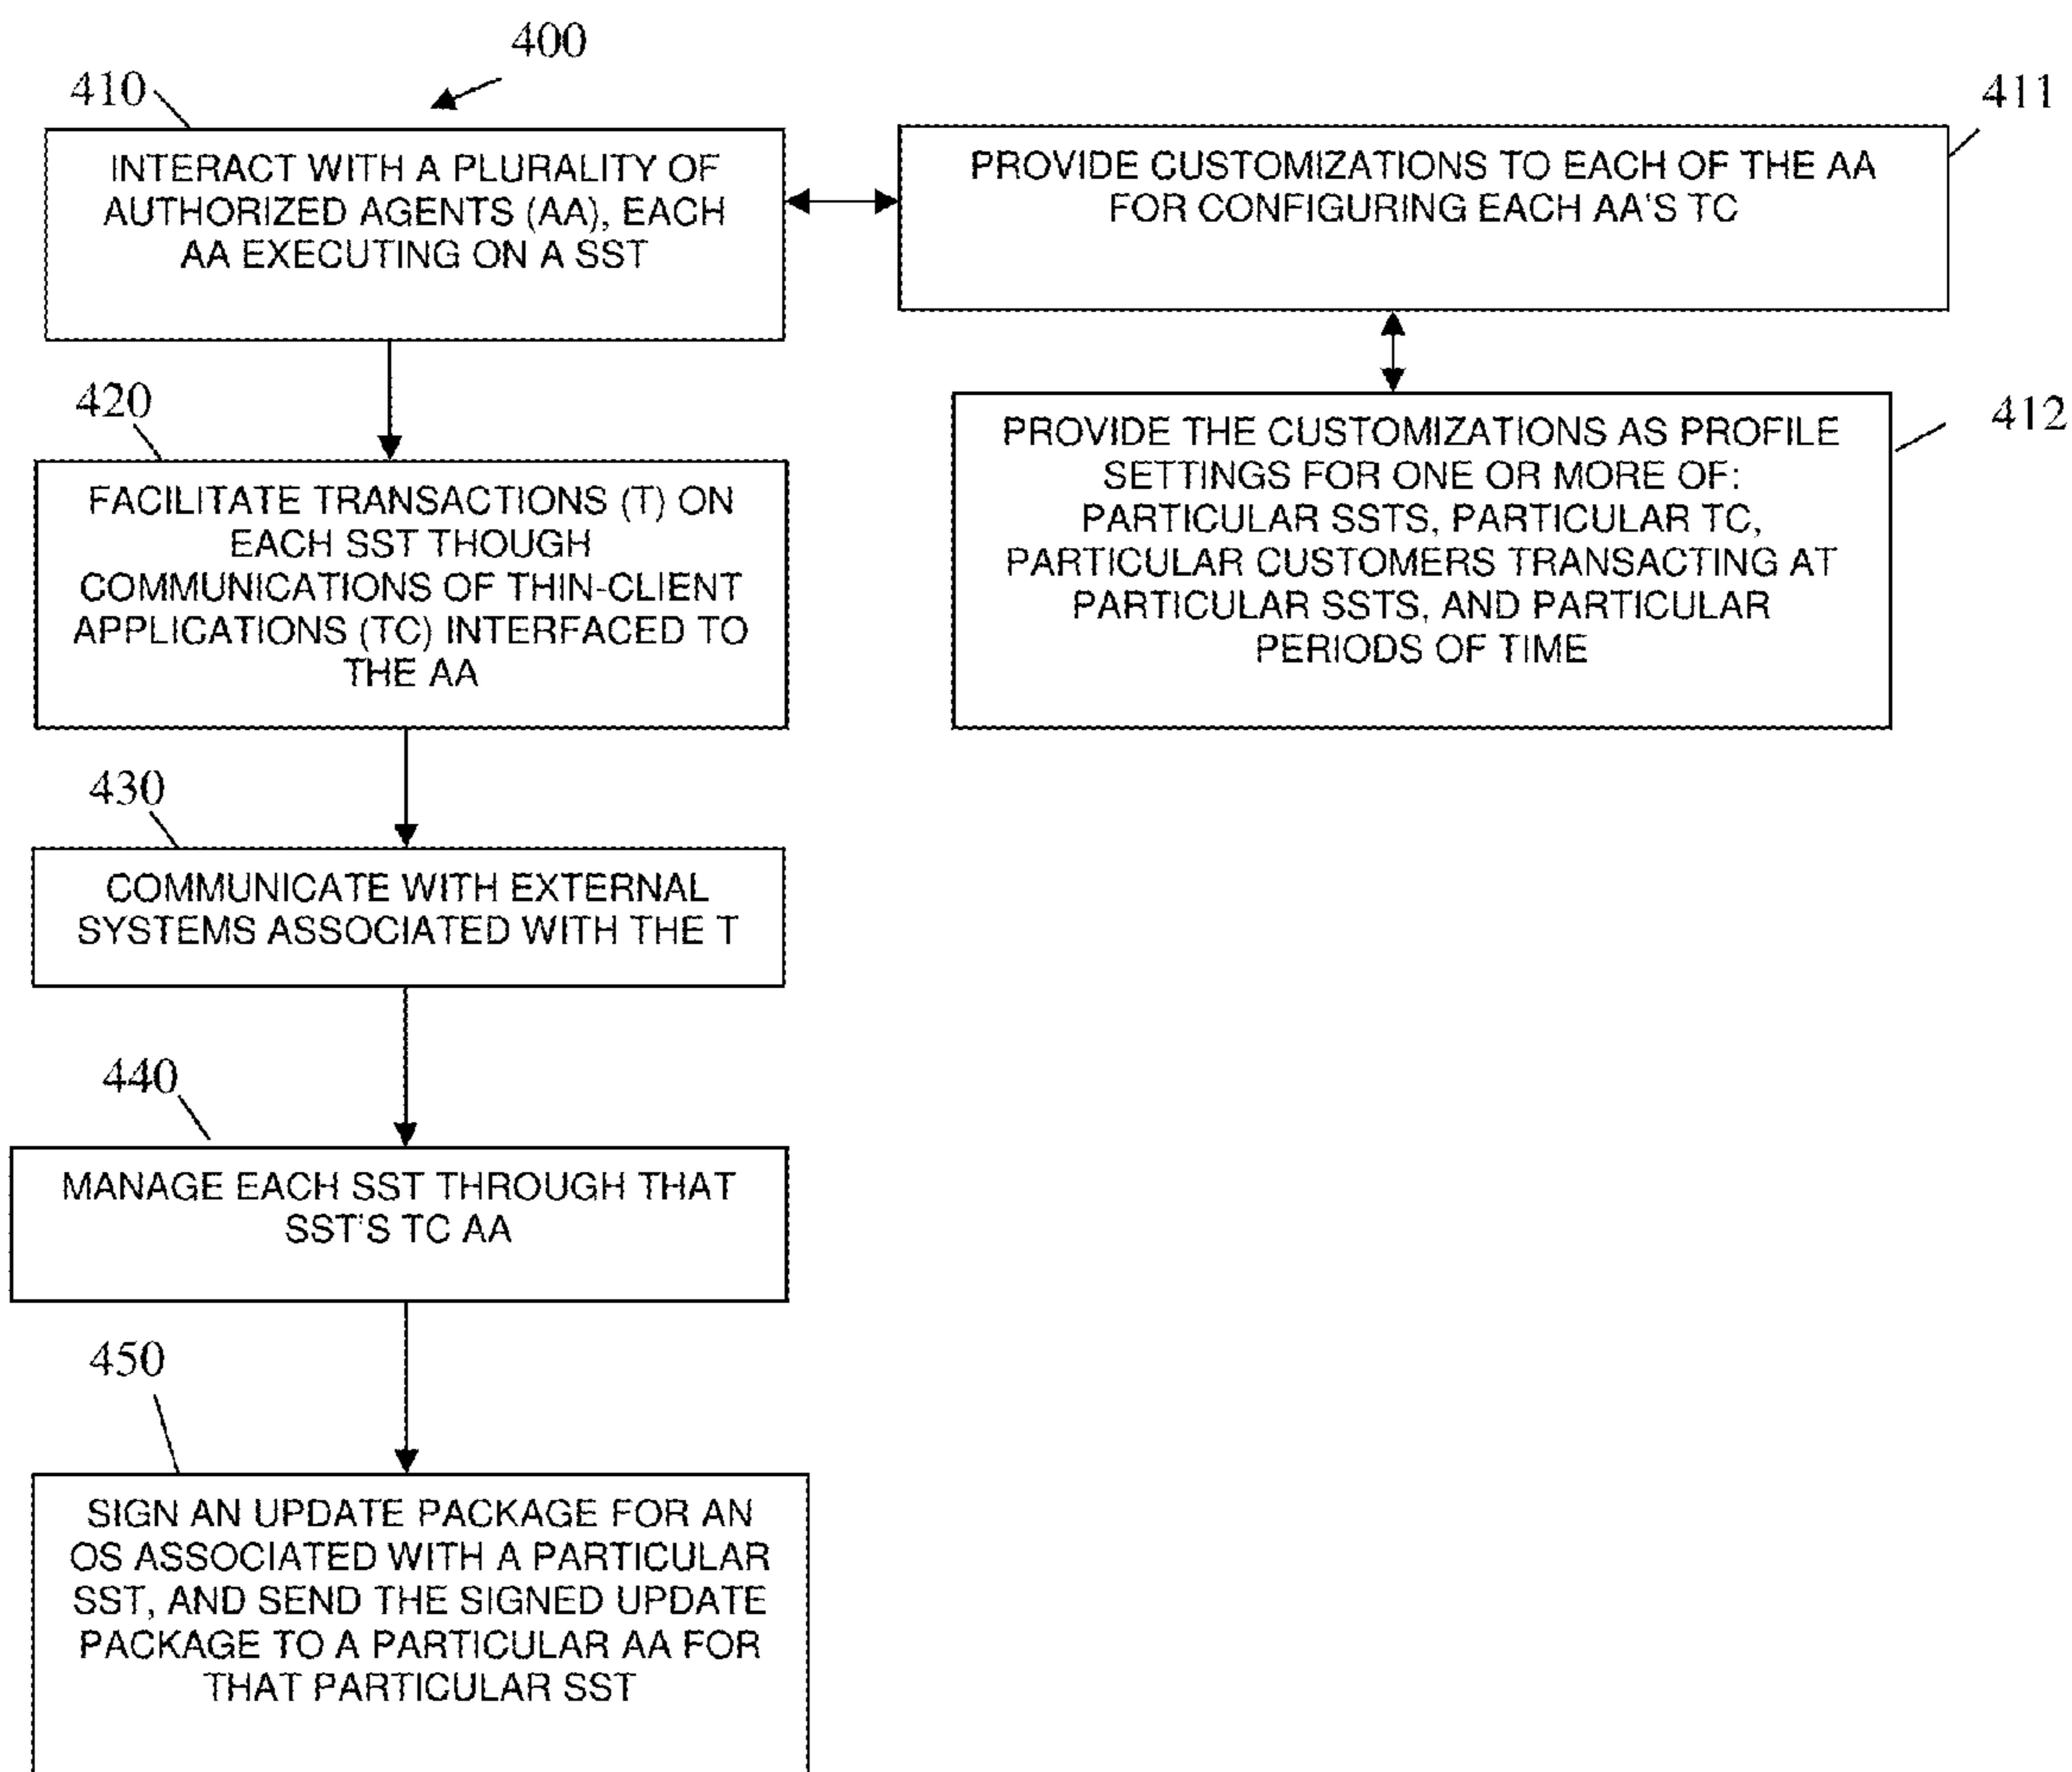 400
410
INTERACT WITH A PLURALITY OF
AUTHORIZED AGENTS (AA), EACH
AA EXECUTING ON A SST
411
PROVIDE CUSTOMIZATIONS TO EACH OF THE AA
FOR CONFIGURING EACH AA'S TC
412
PROVIDE THE CUSTOMIZATIONS AS PROFILE
SETTINGS FOR ONE OR MORE OF:
PARTICULAR SSTS, PARTICULAR TC,
PARTICULAR CUSTOMERS TRANSACTING AT
PARTICULAR SSTS, AND PARTICULAR
PERIODS OF TIME
420
FACILITATE TRANSACTIONS (T) ON
EACH SST THOUGH
COMMUNICATIONS OF THIN-CLIENT
APPLICATIONS (TC) INTERFACED TO
THE AA
430
COMMUNICATE WITH EXTERNAL
SYSTEMS ASSOCIATED WITH THE T
440
MANAGE EACH SST THROUGH THAT
SST'S TC AA
450
SIGN AN UPDATE PACKAGE FOR AN
OS ASSOCIATED WITH A PARTICULAR
SST, AND SEND THE SIGNED UPDATE
PACKAGE TO A PARTICULAR AA FOR
THAT PARTICULAR SST